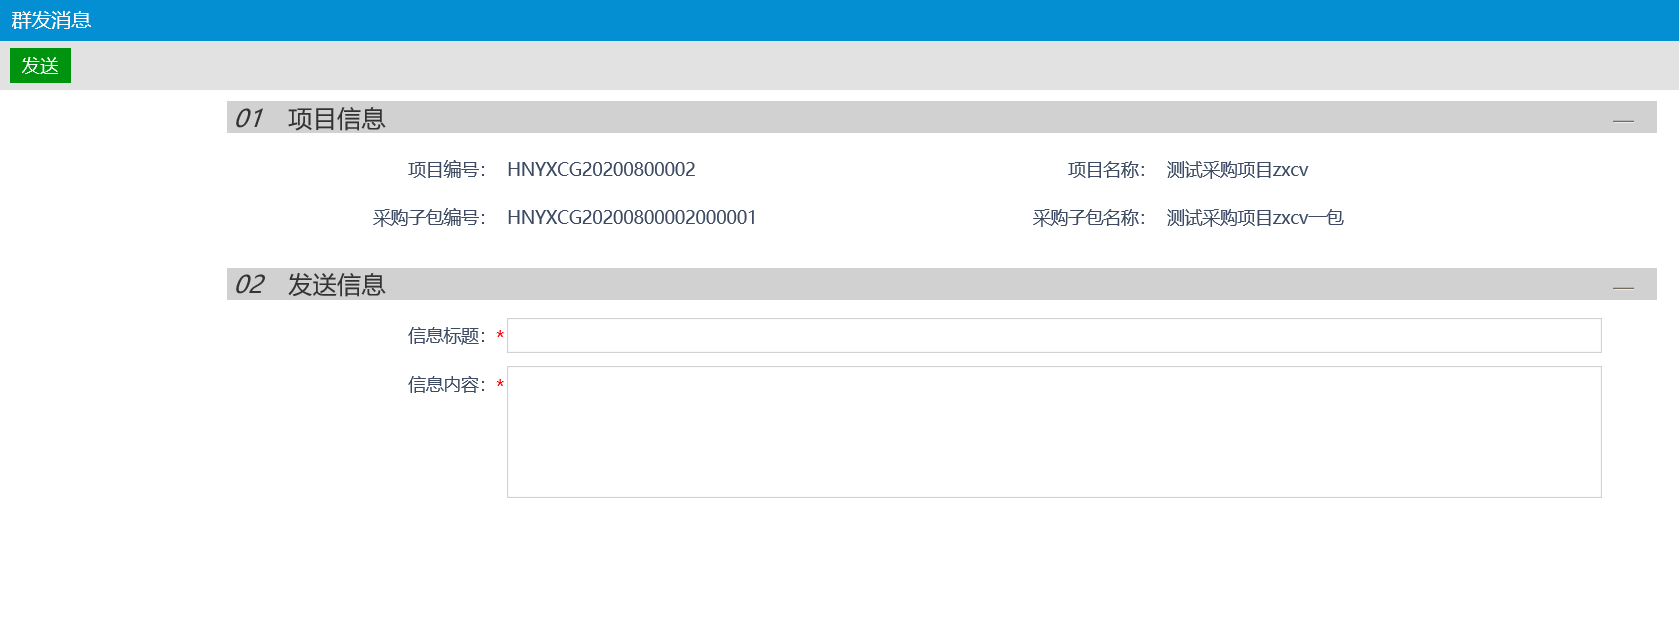 群发消息
发送
01 项目信息
项目编号： HNYXCG20200800002 项目名称： 测试采购项目zxcv
采购子包编号： HNYXCG20200800002000001 采购子包名称： 测试采购项目zxcv一包
02 发送信息
信息标题：*
信息内容：*